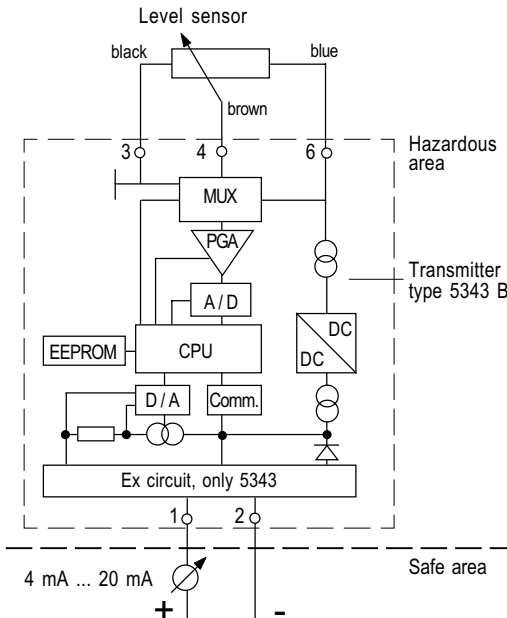 Level sensor
black
blue
brown
Hazardous
area
3
4
6
MUX
PGA
Transmitter
type 5343 B
A / D
DC
DC
EEPROM
CPU
D / A
Comm.
Ex circuit, only 5343
1
2
Safe area
4 mA ... 20 mA
+
-